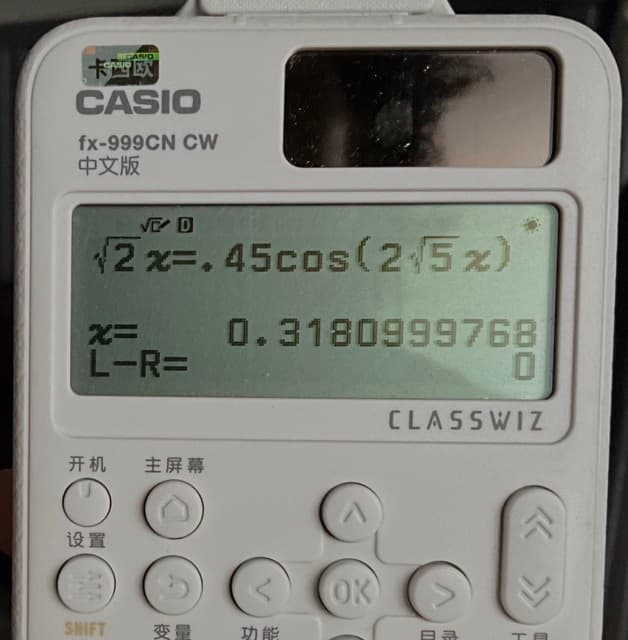 CASIO
卡西欧
CASIO
fx-999CN CW
中文版
√2x=.45cos(2√5x)
x= 0.3180999768
L-R= 0
CLASSWIZ
开机 主屏幕
设置
OK
SHIFT 变量 功能 目录 工具